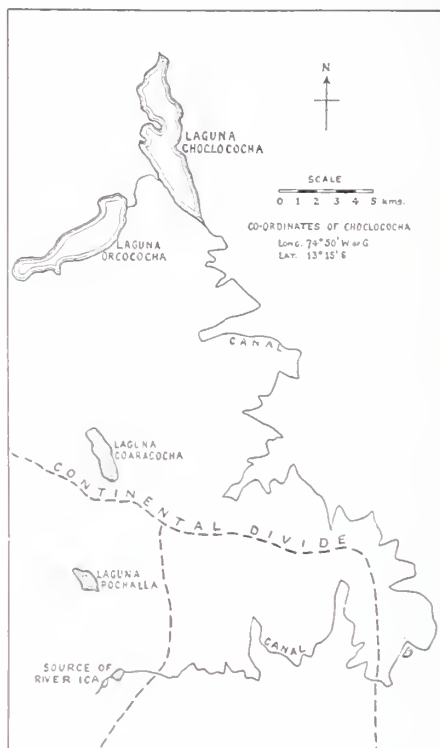 N
LAGUNA
CHOCLOCOCHA
SCALE
0 1 2 3 4 5 kms.
CO-ORDINATES OF CHOCLOCOCHA
LONG. 74° 50' W OF G
LAT. 13° 15' S
LAGUNA
ORCOCOCHA
CANAL
LAGUNA
COARACOCHA
CONTINENTAL DIVIDE
LAGUNA
POCHALLA
SOURCE OF
RIVER ICA
CANAL